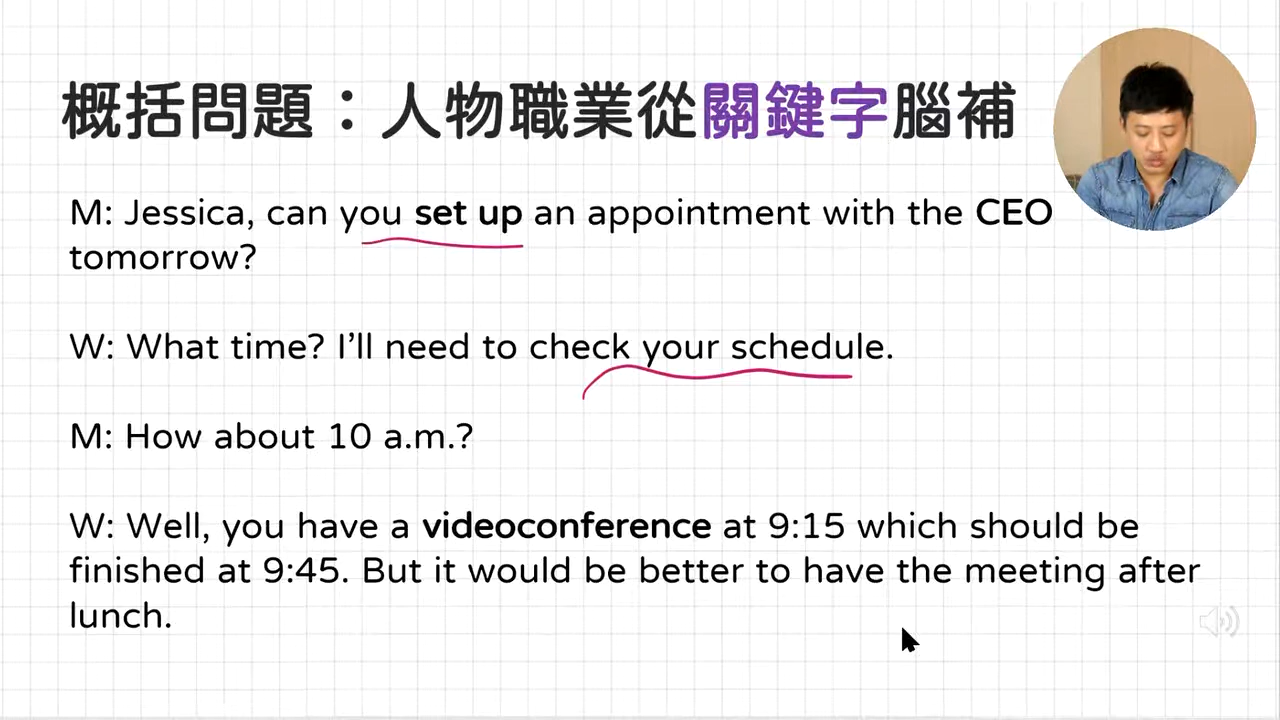 概括問題：人物職業從關鍵字腦補
M: Jessica, can you set up an appointment with the CEO
tomorrow?
W: What time? I’ll need to check your schedule.
M: How about 10 a.m.?
W: Well, you have a videoconference at 9:15 which should be
finished at 9:45. But it would be better to have the meeting after
lunch.